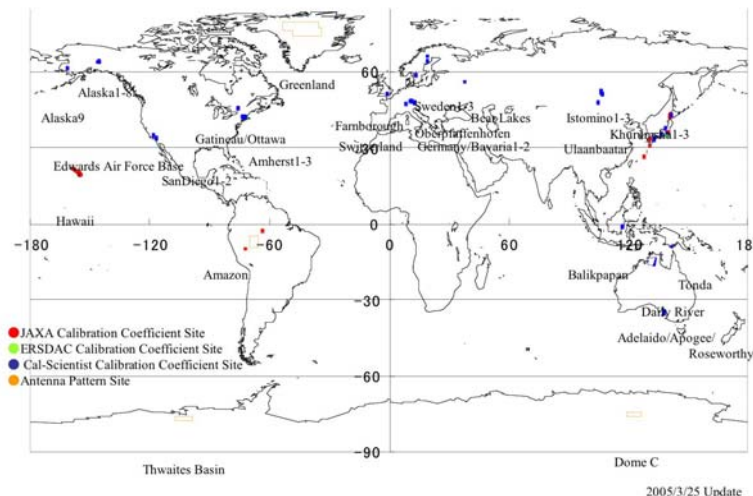 60
Greenland
Alaska1-8
Alaska9
Sweden1-3
Bear Lakes
Istomino1-3
Farnborough
Oberpfaffenhofen
Gatineau/Ottawa
Switzerland
Germany/Bavaria1-2
Ulaanbaatar
30
Amherst1-3
Edwards Air Force Base
SanDiego1-2
Hawaii
-180
-120
-60
0
0
60
120
18
Amazon
Balikpapan
Tonda
-30
Daily River
JAXA Calibration Coefficient Site
ERSDAC Calibration Coefficient Site
Cal-Scientist Calibration Coefficient Site
Antenna Pattern Site
Adelaido/Apogee/
Roseworthy
-60
-90
Thwaites Basin
Dome C
2005/3/25 Update